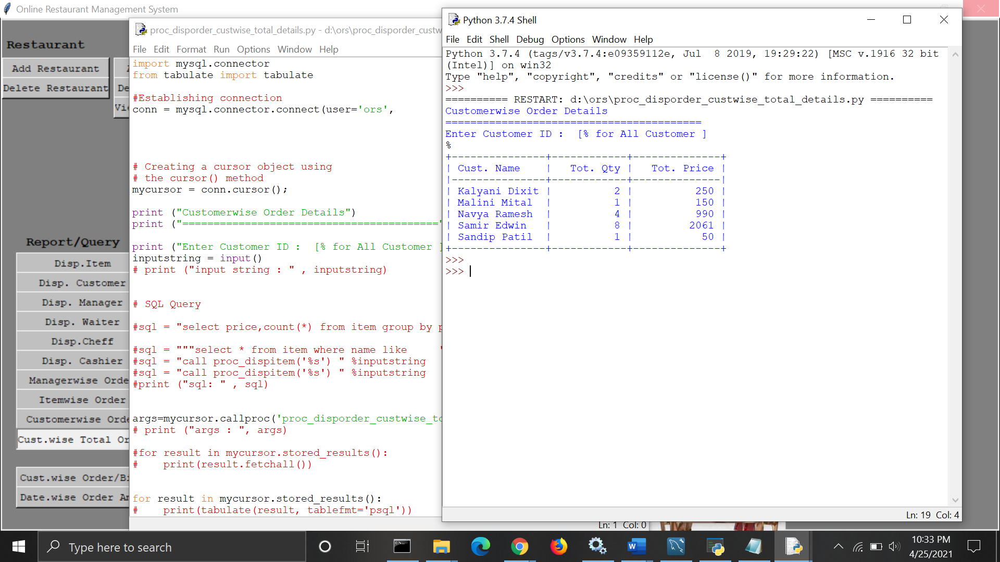 Online Restaurant Management System
Restaurant
Add Restaurant
Delete Restaurant
De
Report/Query
Disp.Item
Disp. Customer
Disp. Manager
Disp. Waiter
Disp.Cheff
Disp. Cashier
Managerwise Orde
Itemwise Order
Customerwise Orde
Cust.wise Total Or
Cust.wise Order/Bi
Date.wise Order Am
proc_disporder_custwise_total_details.py - d:\ors\proc_disporder_custw
File Edit Format Run Options Window Help
import mysql.connector
from tabulate import tabulate
#Establishing connection
conn = mysql.connector.connect(user='ors',
# Creating a cursor object using
# the cursor() method
mycursor = conn.cursor();
print ("Customerwise Order Details")
print ("=========================================
print ("Enter Customer ID :  [% for All Customer ]
inputstring = input()
# print ("input string : " , inputstring)
# SQL Query
#sql = "select price,count(*) from item group by p
#sql = """select * from item where name like     '
#sql = "call proc_dispitem('%s') " %inputstring
#sql = "call proc_dispitem('%s') " %inputstring
#print ("sql: " , sql)
args=mycursor.callproc('proc_disporder_custwise_to
# print ("args : ", args)
#for result in mycursor.stored_results():
#    print(result.fetchall())
for result in mycursor.stored_results():
#    print(tabulate(result, tablefmt='psql'))
Ln: 1 Col: 0
Python 3.7.4 Shell
File Edit Shell Debug Options Window Help
Python 3.7.4 (tags/v3.7.4:e09359112e, Jul  8 2019, 19:29:22) [MSC v.1916 32 bit
(Intel)] on win32
Type "help", "copyright", "credits" or "license()" for more information.
>>>
========== RESTART: d:\ors\proc_disporder_custwise_total_details.py ==========
Customerwise Order Details
=========================================
Enter Customer ID :  [% for All Customer ]
%
+---------------+------------+--------------+
| Cust. Name    |   Tot. Qty |   Tot. Price |
|---------------+------------+--------------|
| Kalyani Dixit |          2 |          250 |
| Malini Mital  |          1 |          150 |
| Navya Ramesh  |          4 |          990 |
| Samir Edwin   |          8 |         2061 |
| Sandip Patil  |          1 |           50 |
+---------------+------------+--------------+
>>>
>>>
Ln: 19 Col: 4
Type here to search
10:33 PM
4/25/2021